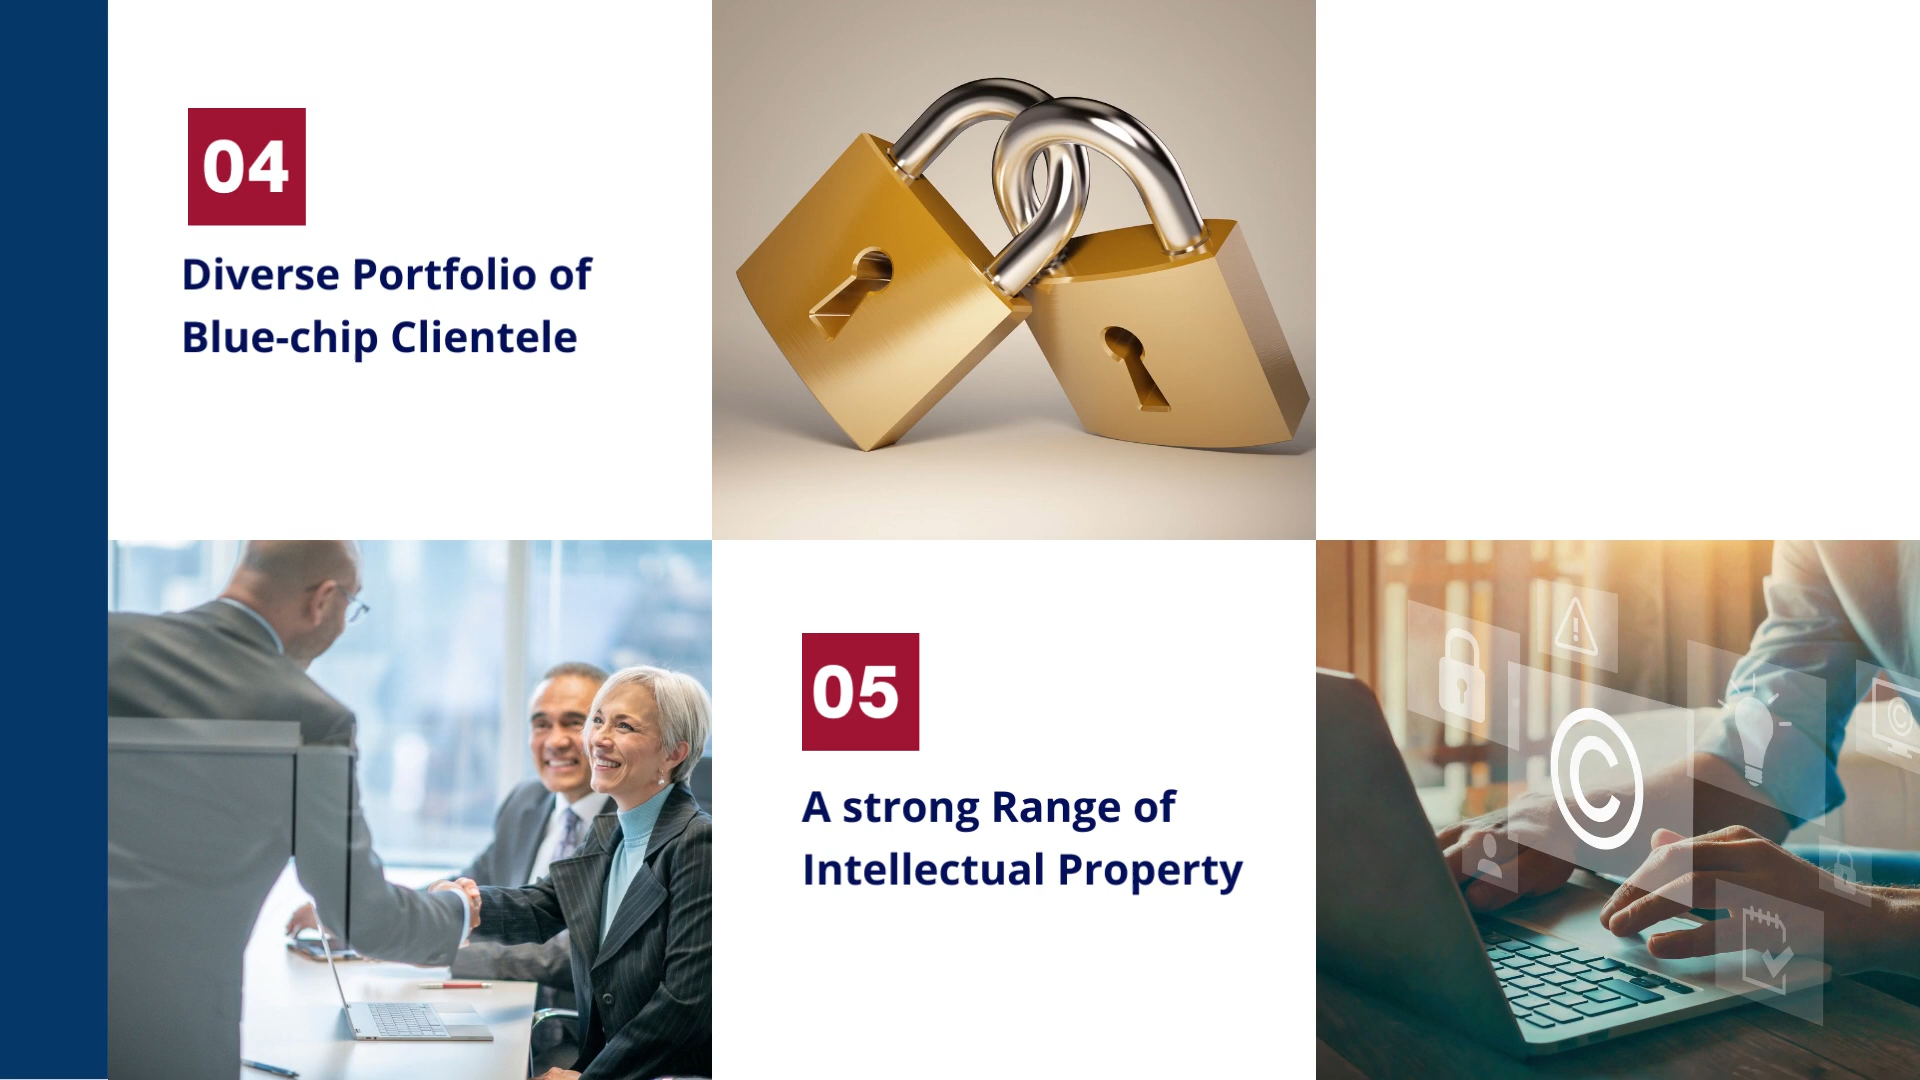 04
Diverse Portfolio of
Blue-chip Clientele
05
A strong Range of
Intellectual Property
©